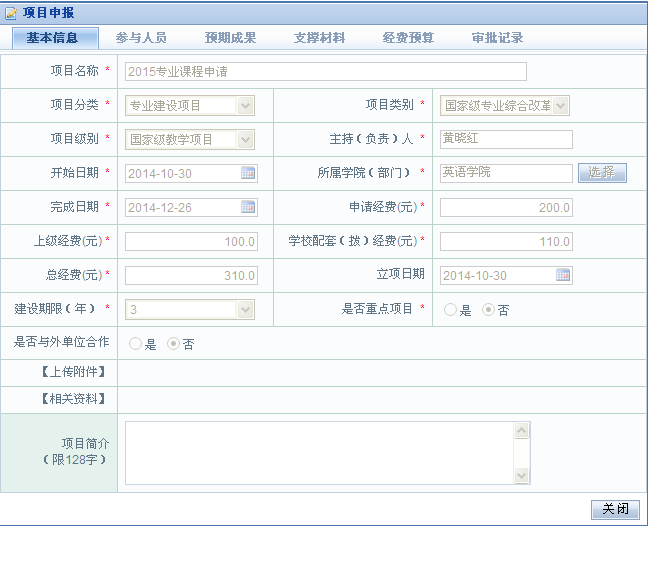 项目申报
基本信息 参与人员 预期成果 支撑材料 经费预算 审批记录
项目名称 * 2015专业课程申请
项目分类 * 专业建设项目 项目类别 * 国家级专业综合改革
项目级别 * 国家级教学项目 主持（负责）人 * 黄晓红
开始日期 * 2014-10-30 所属学院（部门） * 英语学院 选择
完成日期 * 2014-12-26 申请经费(元) * 200.0
上级经费(元) * 100.0 学校配套（拨）经费(元) * 110.0
总经费(元) * 310.0 立项日期 2014-10-30
建设期限（年） * 3 是否重点项目 * 是 否
是否与外单位合作 是 否
【上传附件】
【相关资料】
项目简介
（限128字）
关闭